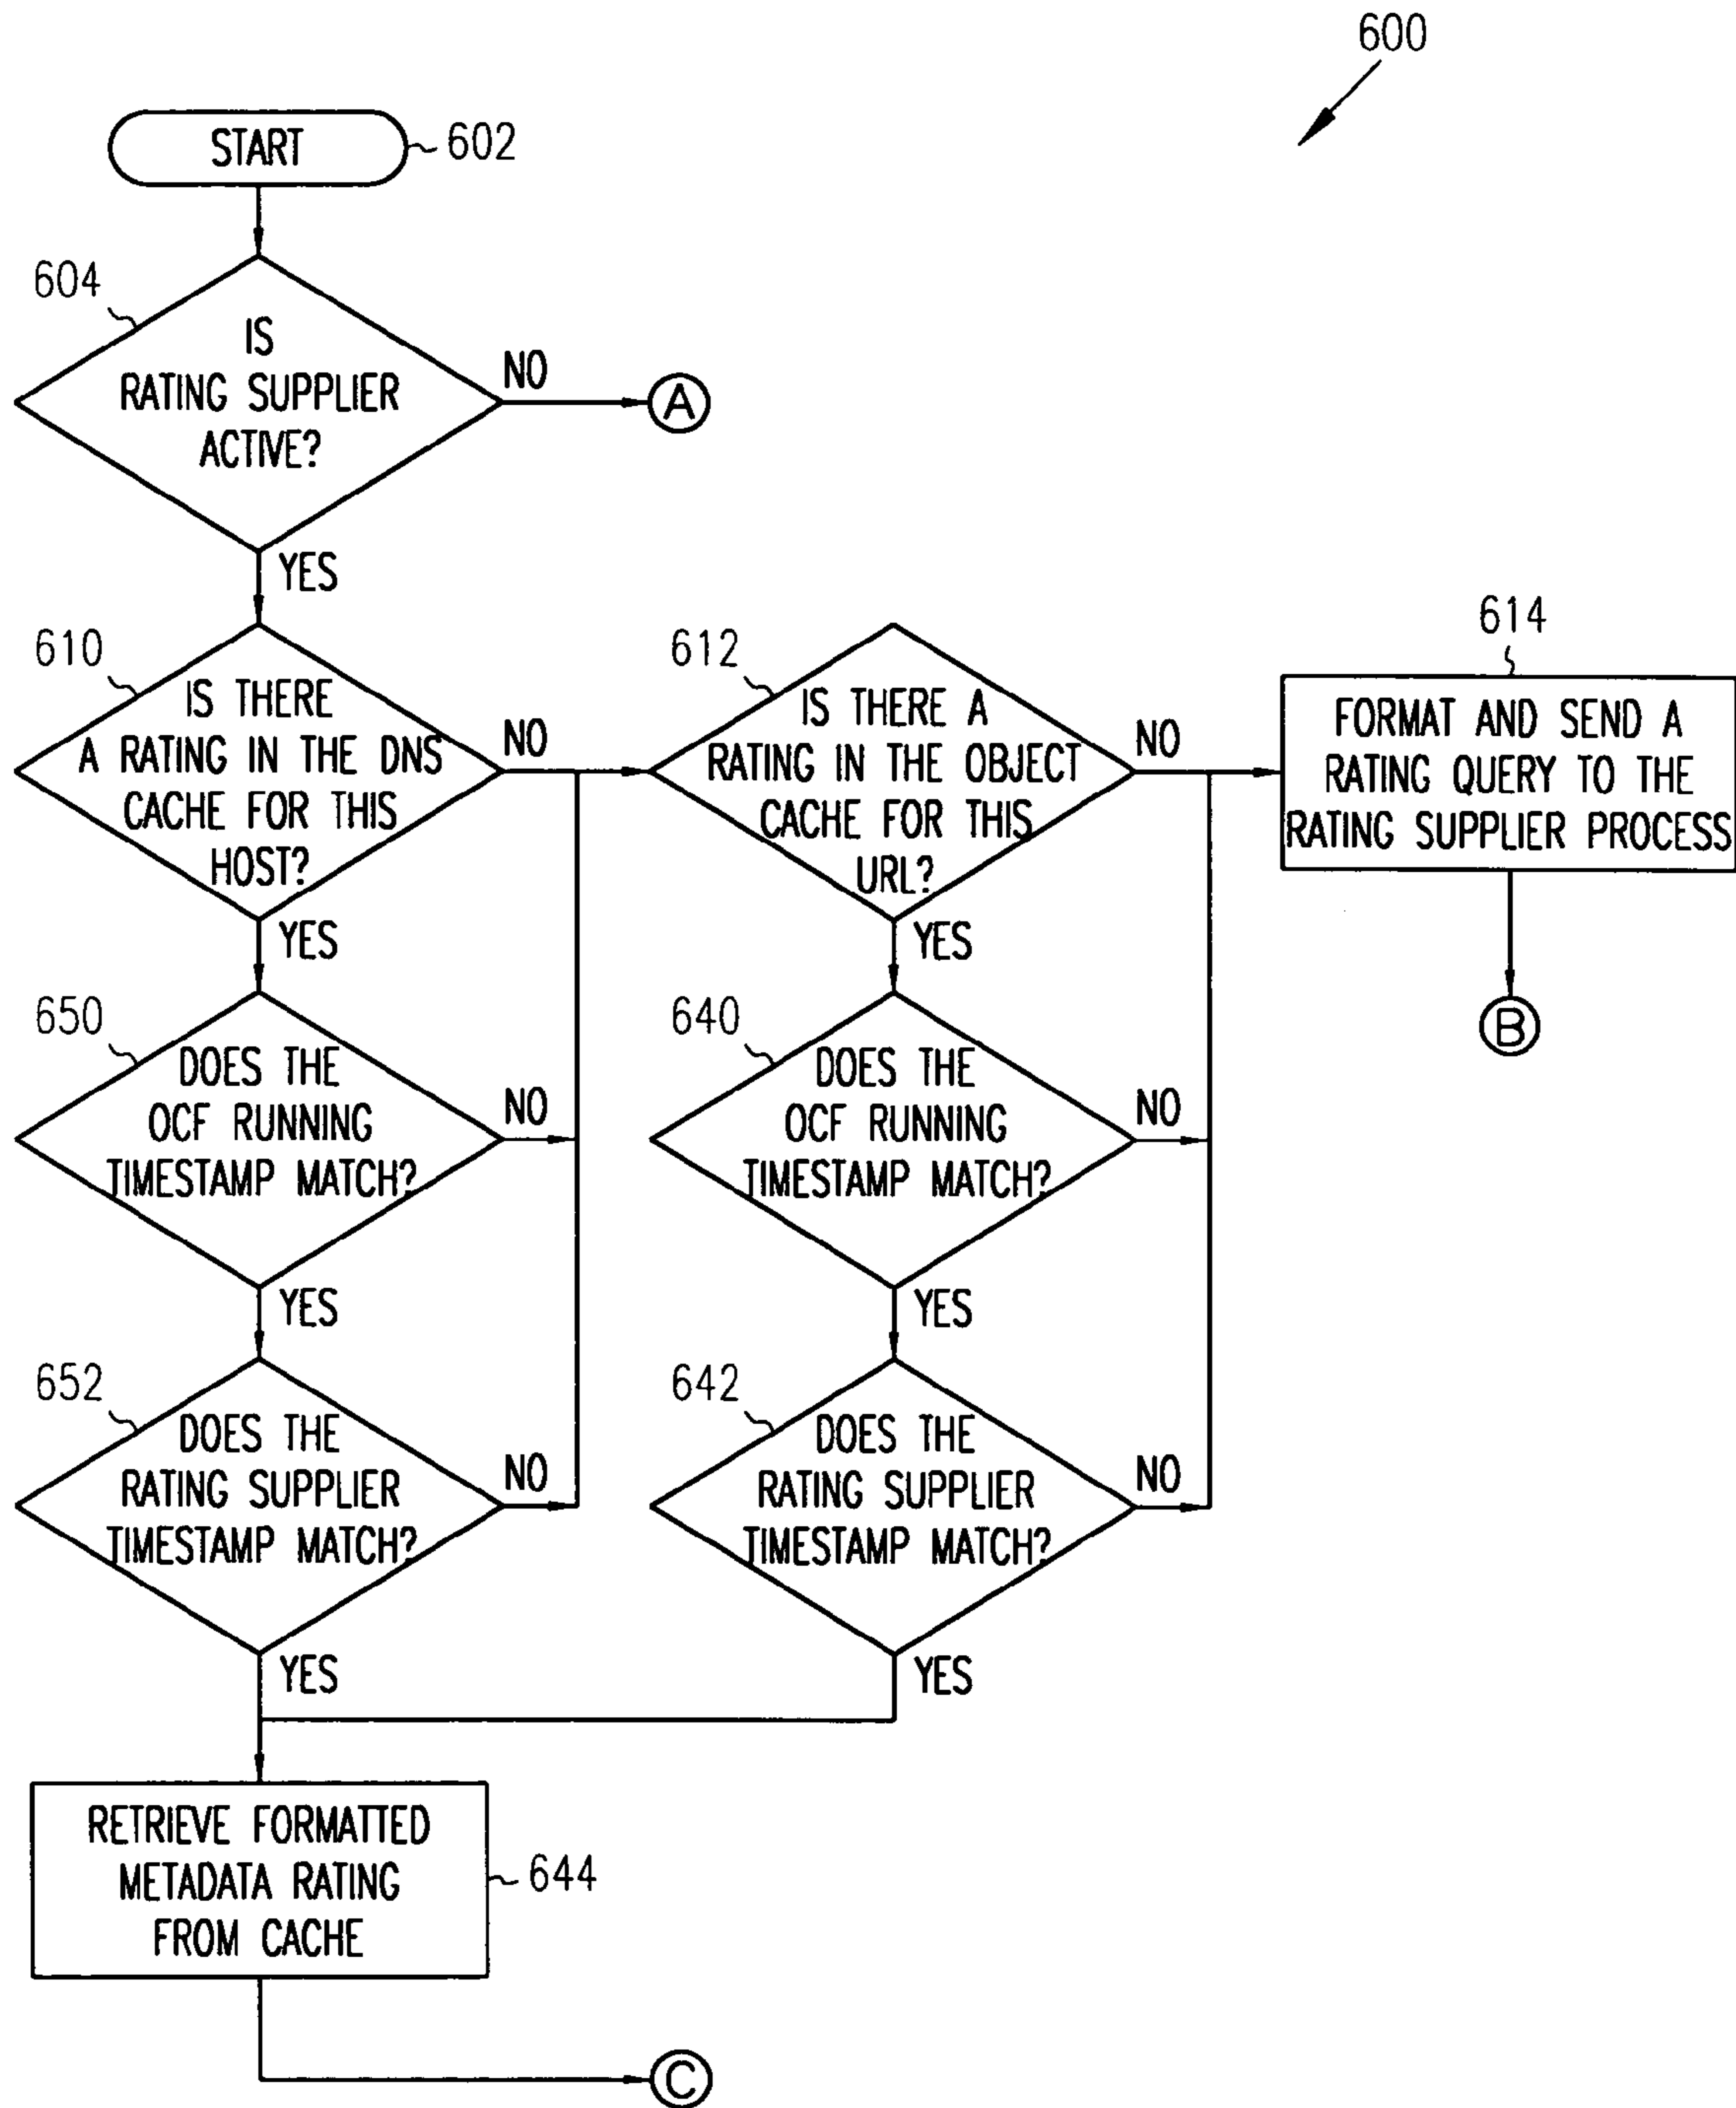 600
START
602
604
IS
RATING SUPPLIER
ACTIVE?
NO
A
YES
610
IS THERE
A RATING IN THE DNS
CACHE FOR THIS
HOST?
NO
YES
612
IS THERE A
RATING IN THE OBJECT
CACHE FOR THIS
URL?
NO
YES
614
FORMAT AND SEND A
RATING QUERY TO THE
RATING SUPPLIER PROCESS
B
650
DOES THE
OCF RUNNING
TIMESTAMP MATCH?
NO
YES
640
DOES THE
OCF RUNNING
TIMESTAMP MATCH?
NO
YES
652
DOES THE
RATING SUPPLIER
TIMESTAMP MATCH?
NO
YES
642
DOES THE
RATING SUPPLIER
TIMESTAMP MATCH?
NO
YES
RETRIEVE FORMATTED
METADATA RATING
FROM CACHE
644
C